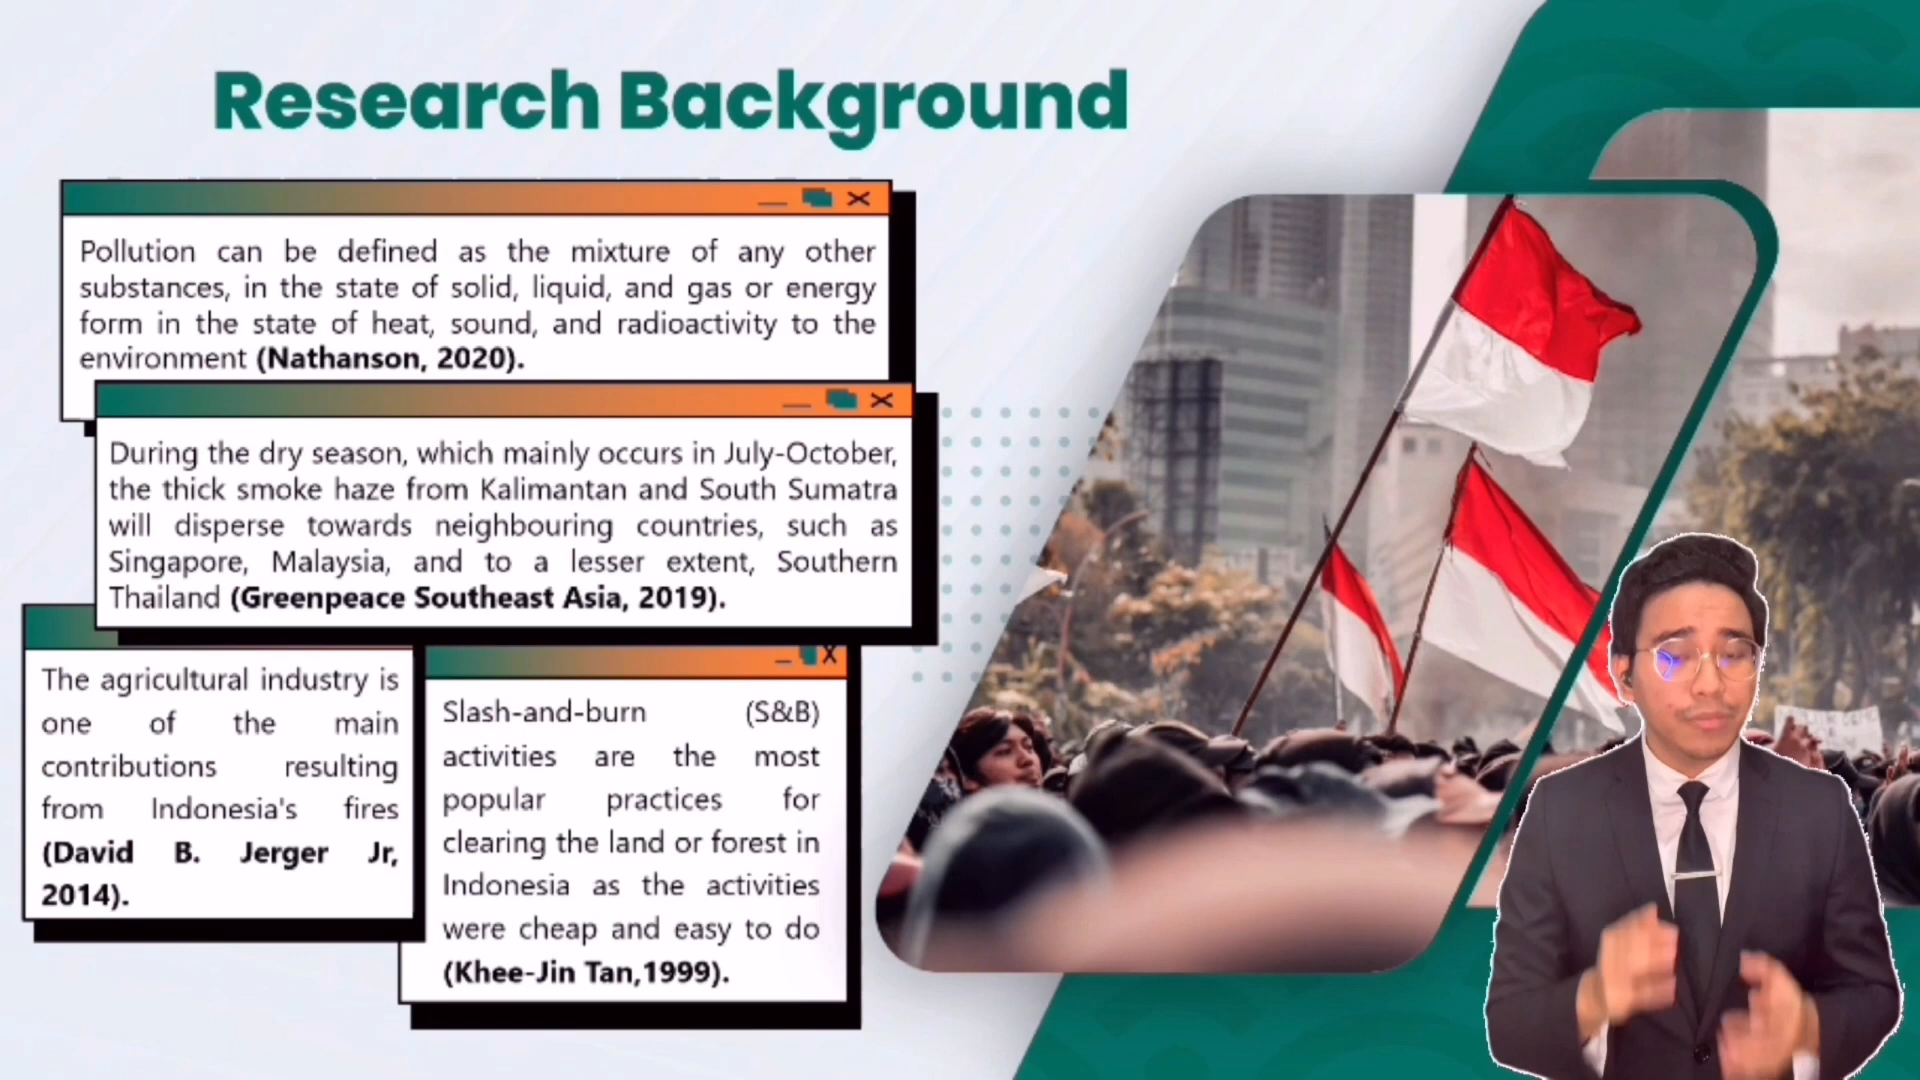 Research Background
Pollution can be defined as the mixture of any other
substances, in the state of solid, liquid, and gas or energy
form in the state of heat, sound, and radioactivity to the
environment (Nathanson, 2020).
During the dry season, which mainly occurs in July-October,
the thick smoke haze from Kalimantan and South Sumatra
will disperse towards neighbouring countries, such as
Singapore, Malaysia, and to a lesser extent, Southern
Thailand (Greenpeace Southeast Asia, 2019).
The agricultural industry is
one of the main
contributions resulting
from Indonesia's fires
(David B. Jerger Jr,
2014).
Slash-and-burn (S&B)
activities are the most
popular practices for
clearing the land or forest in
Indonesia as the activities
were cheap and easy to do
(Khee-Jin Tan,1999).